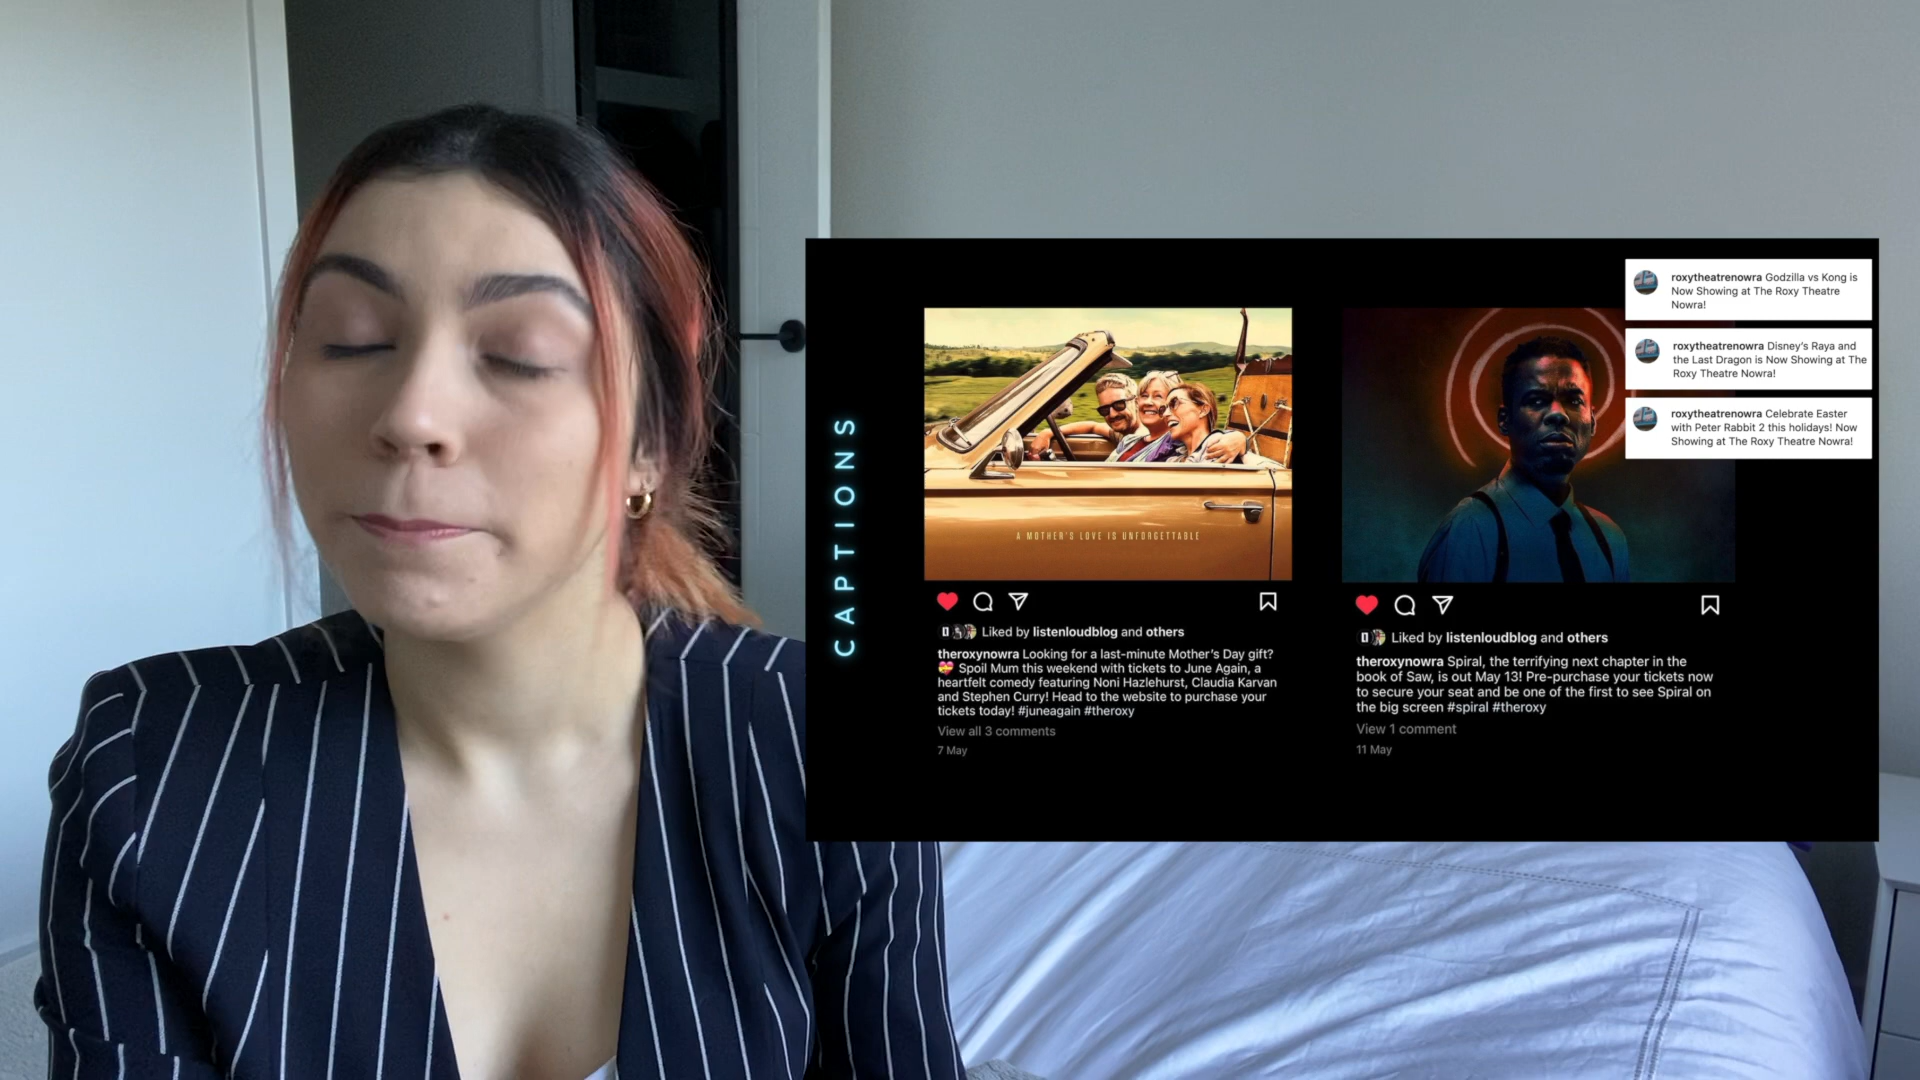 CAPTIONS
A MOTHER'S LOVE IS UNFORGETTABLE
Liked by listenloudblog and others
theroxynowra Looking for a last-minute Mother's Day gift?
💝 Spoil Mum this weekend with tickets to June Again, a
heartfelt comedy featuring Noni Hazlehurst, Claudia Karvan
and Stephen Curry! Head to the website to purchase your
tickets today! #juneagain #theroxy
View all 3 comments
7 May
Liked by listenloudblog and others
theroxynowra Spiral, the terrifying next chapter in the
book of Saw, is out May 13! Pre-purchase your tickets now
to secure your seat and be one of the first to see Spiral on
the big screen #spiral #theroxy
View 1 comment
11 May
roxytheatrenowra Godzilla vs Kong is
Now Showing at The Roxy Theatre
Nowra!
roxytheatrenowra Disney's Raya and
the Last Dragon is Now Showing at The
Roxy Theatre Nowra!
roxytheatrenowra Celebrate Easter
with Peter Rabbit 2 this holidays! Now
Showing at The Roxy Theatre Nowra!